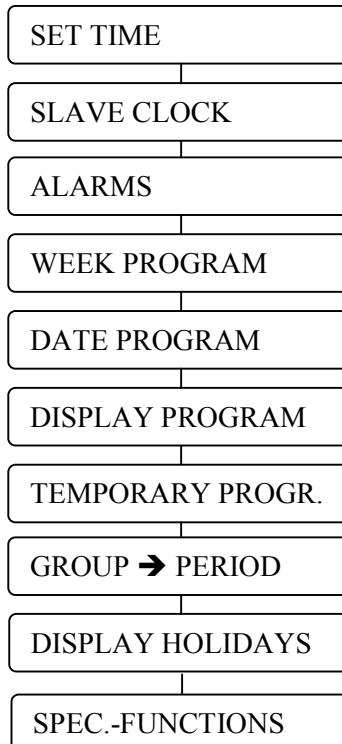 SET TIME
SLAVE CLOCK
ALARMS
WEEK PROGRAM
DATE PROGRAM
DISPLAY PROGRAM
TEMPORARY PROGR.
GROUP ➔ PERIOD
DISPLAY HOLIDAYS
SPEC.-FUNCTIONS